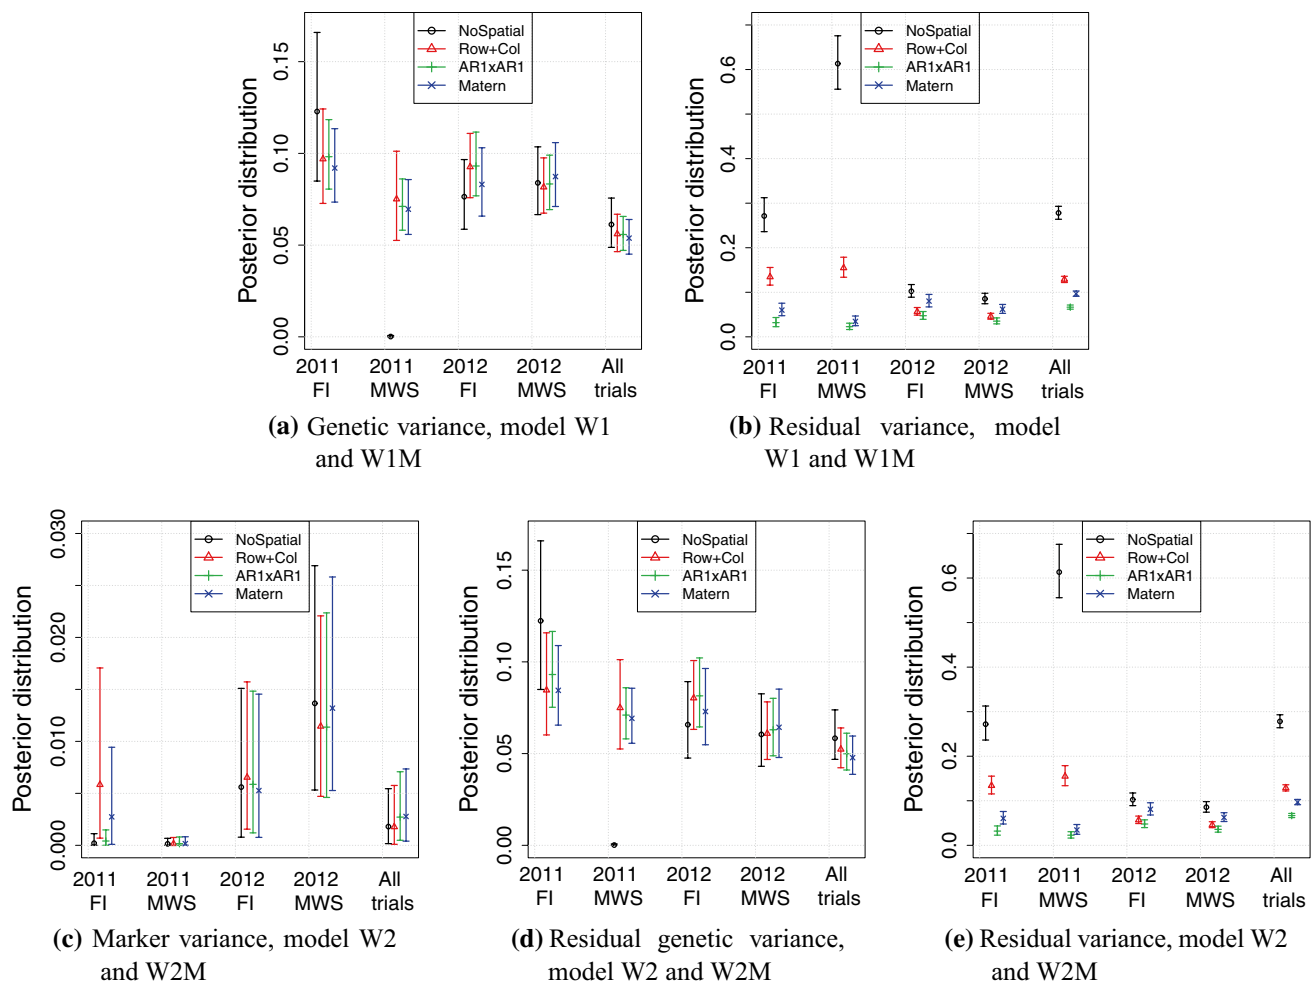 NoSpatial
Row+Col
AR1xAR1
Matern
Posterior distribution
0.15
0.10
0.05
0.00
2011 2011 2012 2012 All
FI MWS FI MWS trials
(a) Genetic variance, model W1
and W1M
NoSpatial
Row+Col
AR1xAR1
Matern
Posterior distribution
0.6
0.4
0.2
0.0
2011 2011 2012 2012 All
FI MWS FI MWS trials
(b) Residual variance, model
W1 and W1M
NoSpatial
Row+Col
AR1xAR1
Matern
Posterior distribution
0.030
0.020
0.010
0.000
2011 2011 2012 2012 All
FI MWS FI MWS trials
(c) Marker variance, model W2
and W2M
NoSpatial
Row+Col
AR1xAR1
Matern
Posterior distribution
0.15
0.10
0.05
0.00
2011 2011 2012 2012 All
FI MWS FI MWS trials
(d) Residual genetic variance,
model W2 and W2M
NoSpatial
Row+Col
AR1xAR1
Matern
Posterior distribution
0.6
0.4
0.2
0.0
2011 2011 2012 2012 All
FI MWS FI MWS trials
(e) Residual variance, model W2
and W2M